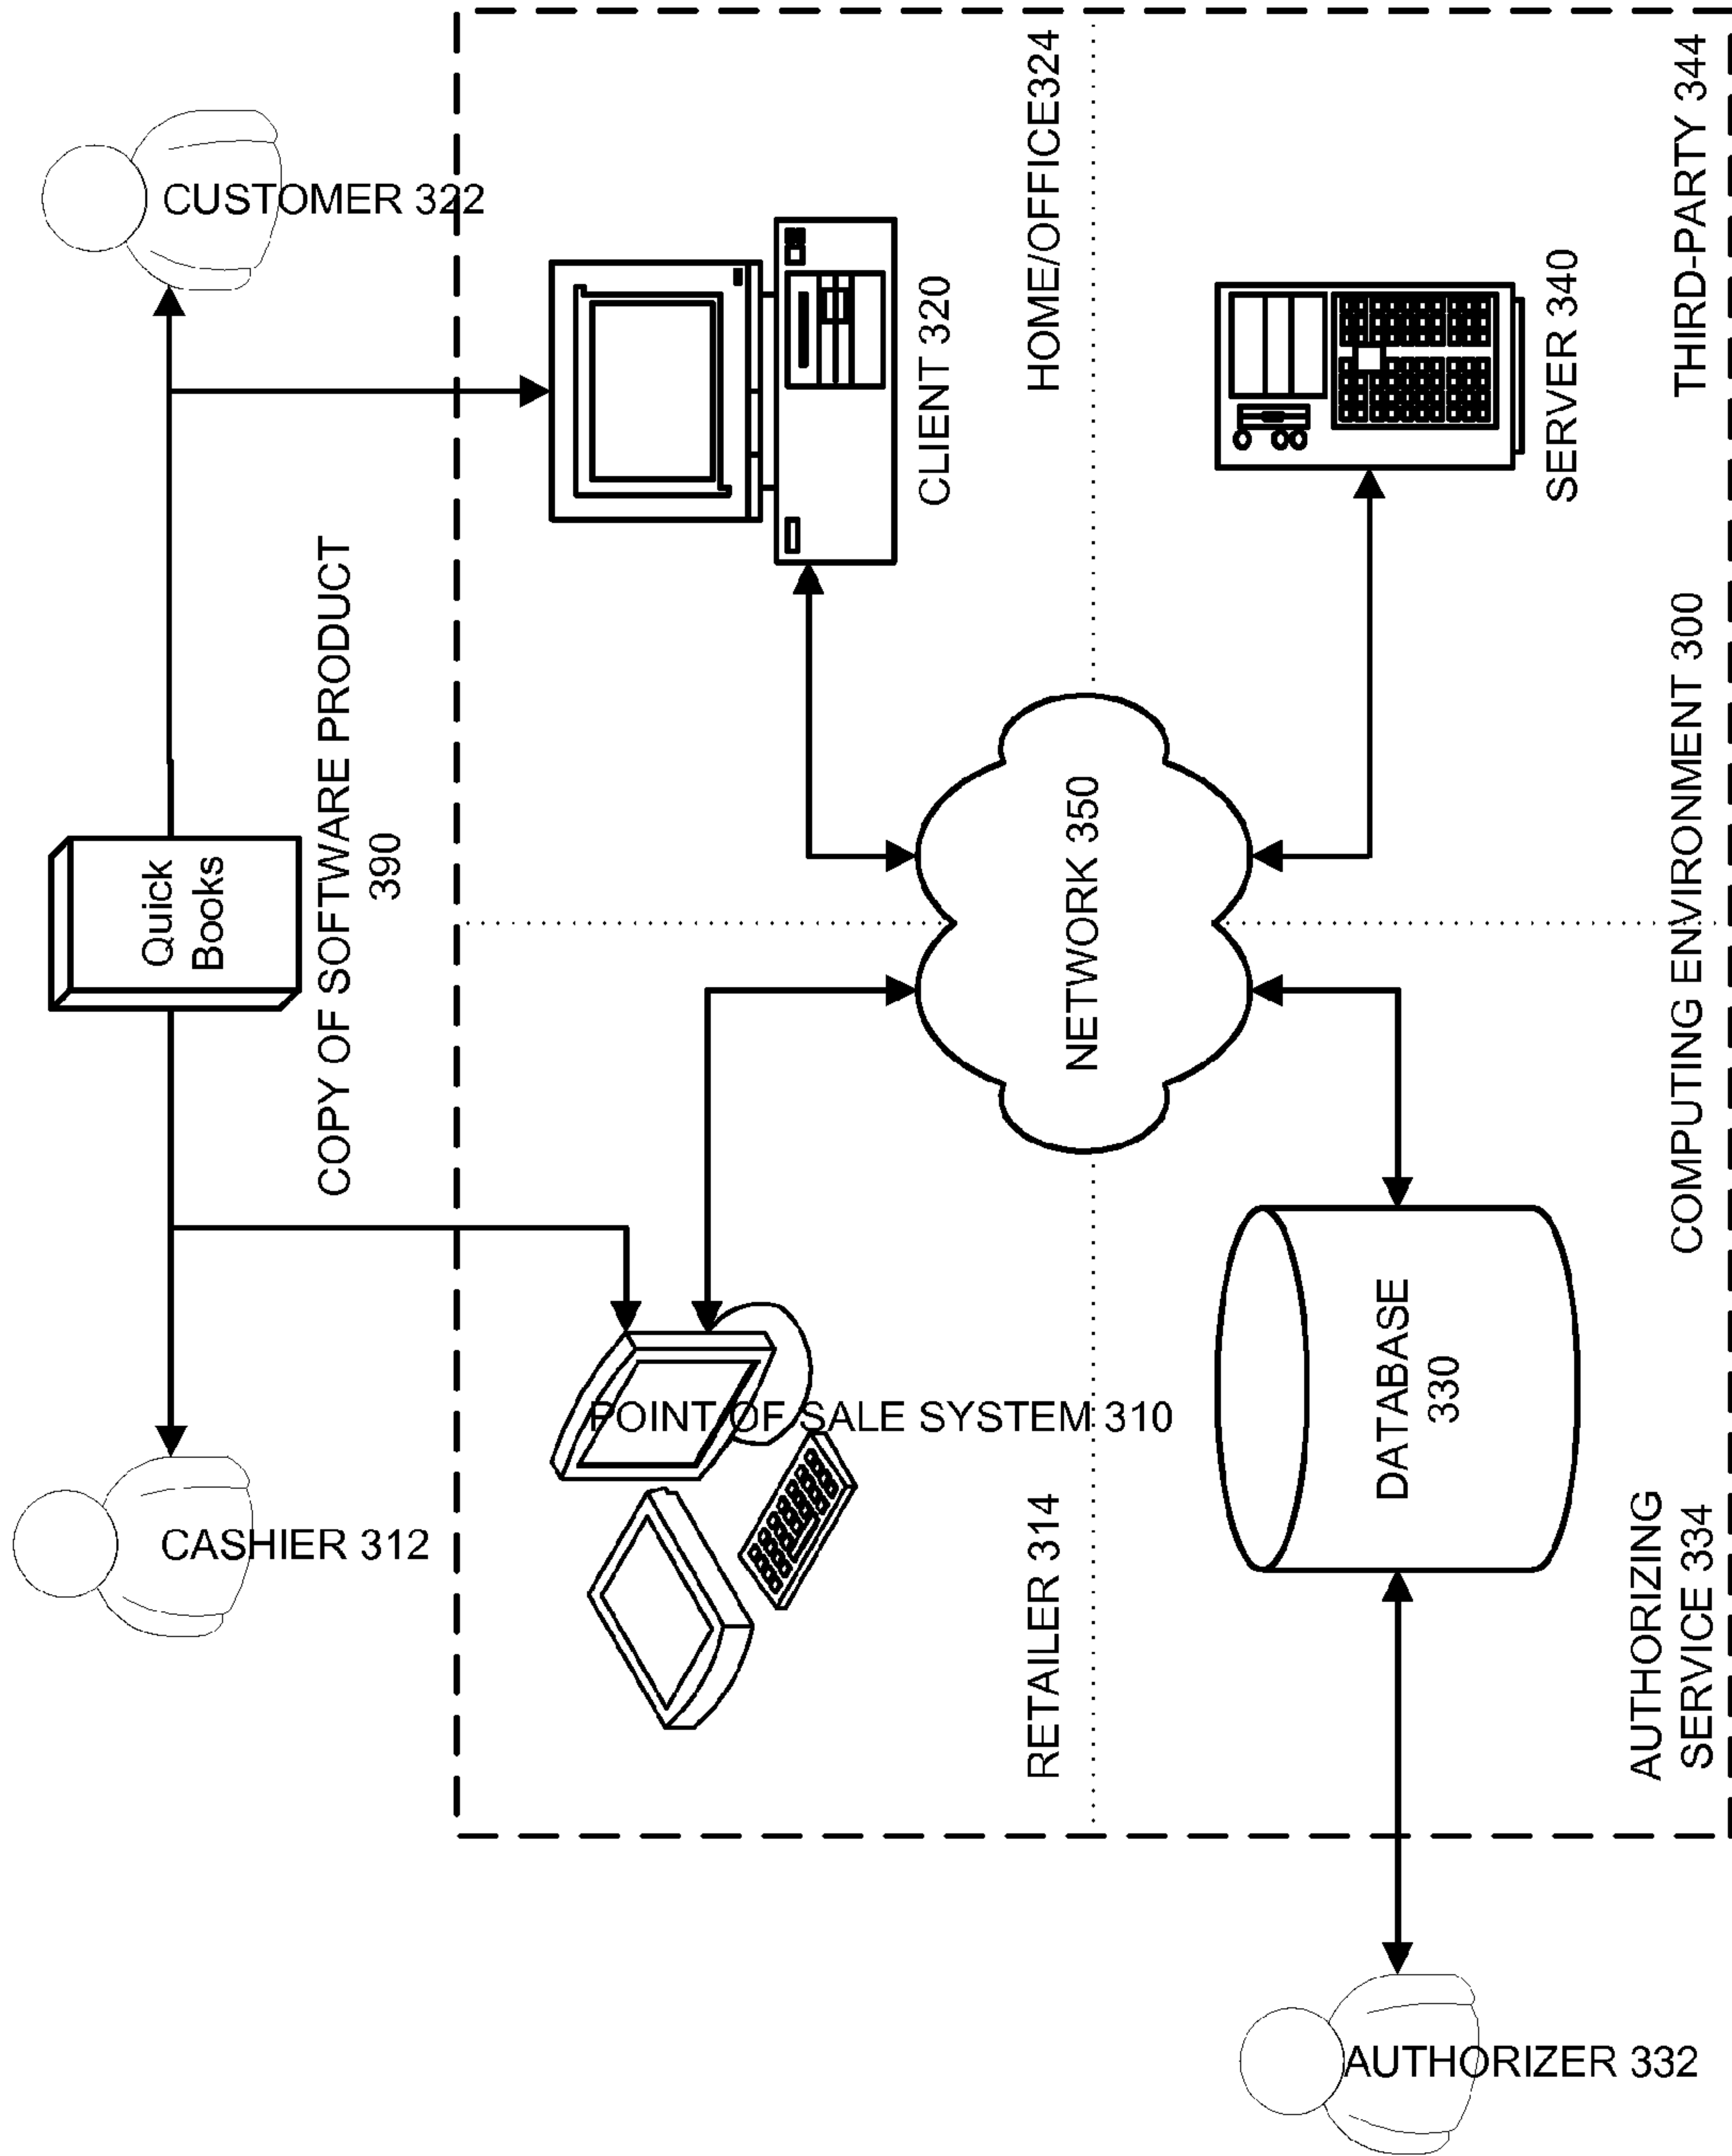 Quick
Books
COPY OF SOFTWARE PRODUCT
390
CASHIER 312
CUSTOMER 322
POINT OF SALE SYSTEM 310
CLIENT 320
RETAILER 314
HOME/OFFICE324
NETWORK 350
DATABASE
330
SERVER 340
AUTHORIZER 332
AUTHORIZING
SERVICE 334
COMPUTING ENVIRONMENT 300
THIRD-PARTY 344